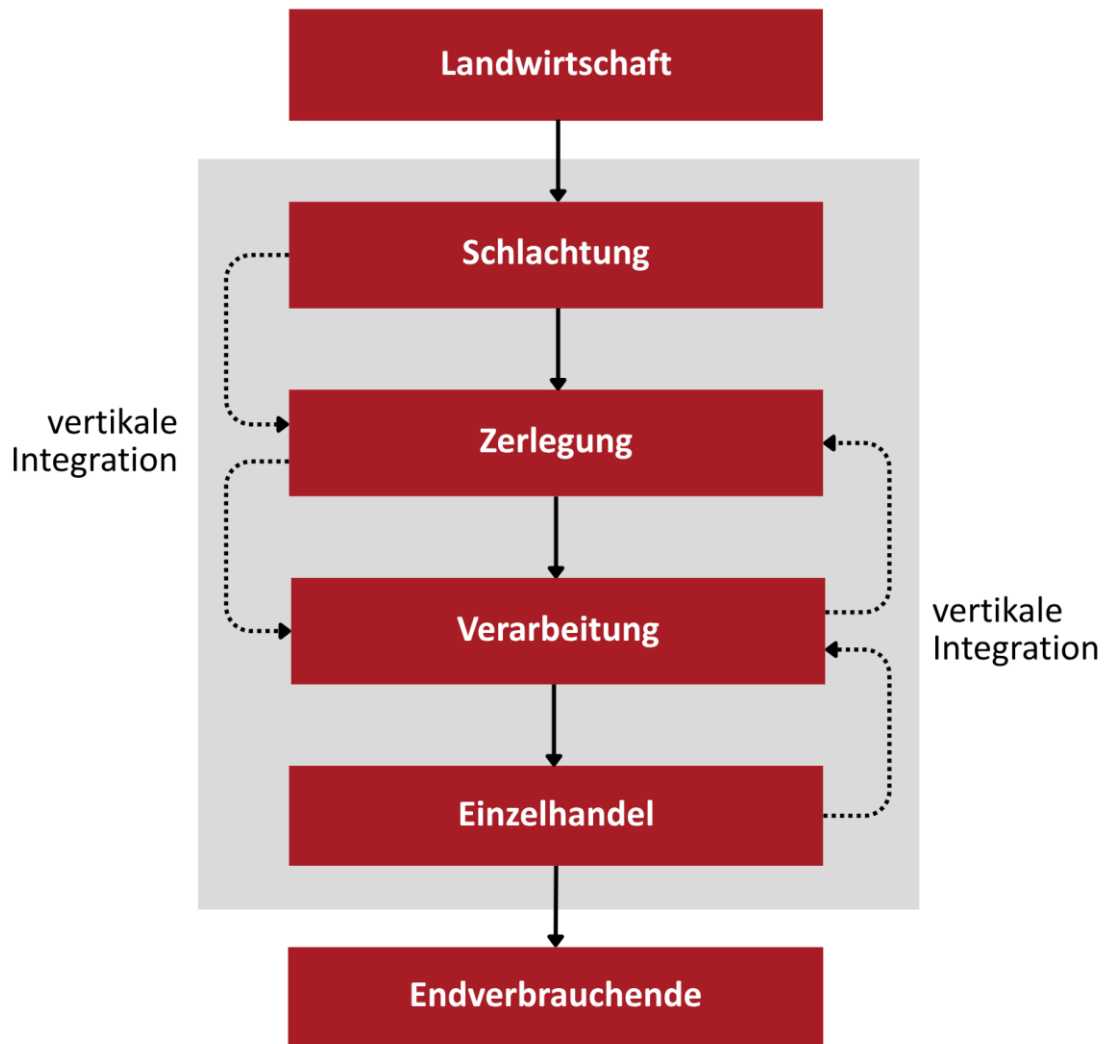 Landwirtschaft
Schlachtung
vertikale
Integration
Zerlegung
Verarbeitung
vertikale
Integration
Einzelhandel
Endverbrauchende